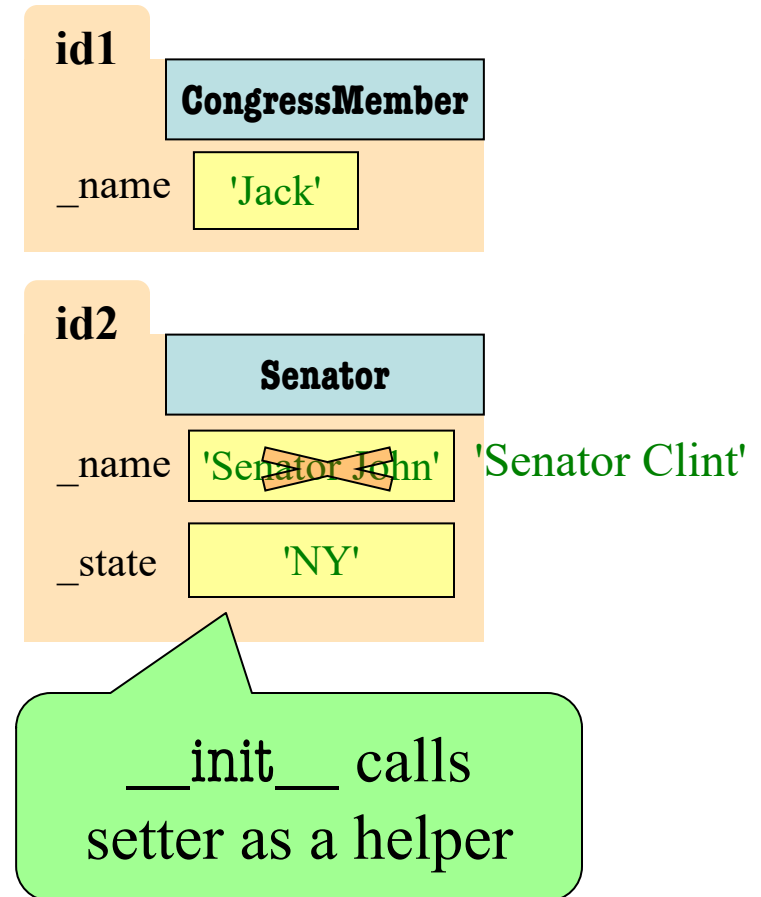 id1
CongressMember
_name 'Jack'
id2
Senator
_name 'Senator John' 'Senator Clint'
_state 'NY'
__init__ calls
setter as a helper